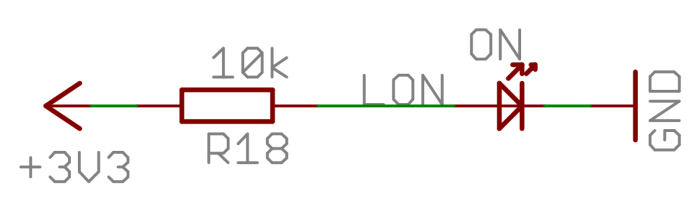 +3V3
10k
R18
LON
ON
GND